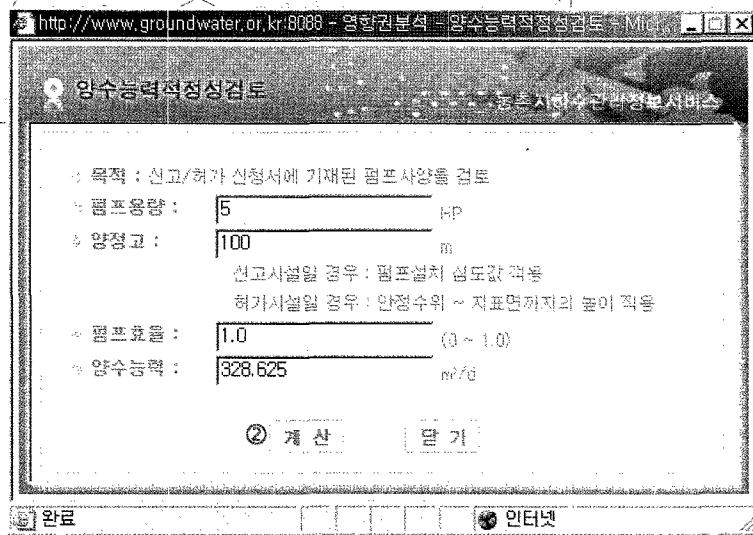 http://www.groundwater.or.kr:8088 - 영향권분석 - 양수능력적정성검토 - Micr...
양수능력적정성검토
농촌지하수관리정보서비스
목적 : 신고/허가 신청서에 기재된 펌프사양을 검토
펌프용량 : 5 HP
양정고 : 100 m
신고시설일 경우 : 펌프설치 심도값 적용
허가시설일 경우 : 안정수위 ~ 지표면까지의 높이 적용
펌프효율 : 1.0 (0 ~ 1.0)
양수능력 : 328.625 m³/d
② 계 산 닫 기
완료 인터넷